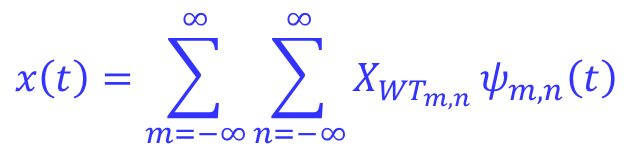 x(t) = ∑_{m=−∞}^{∞} ∑_{n=−∞}^{∞} X_{WT_{m,n}} ψ_{m,n}(t)